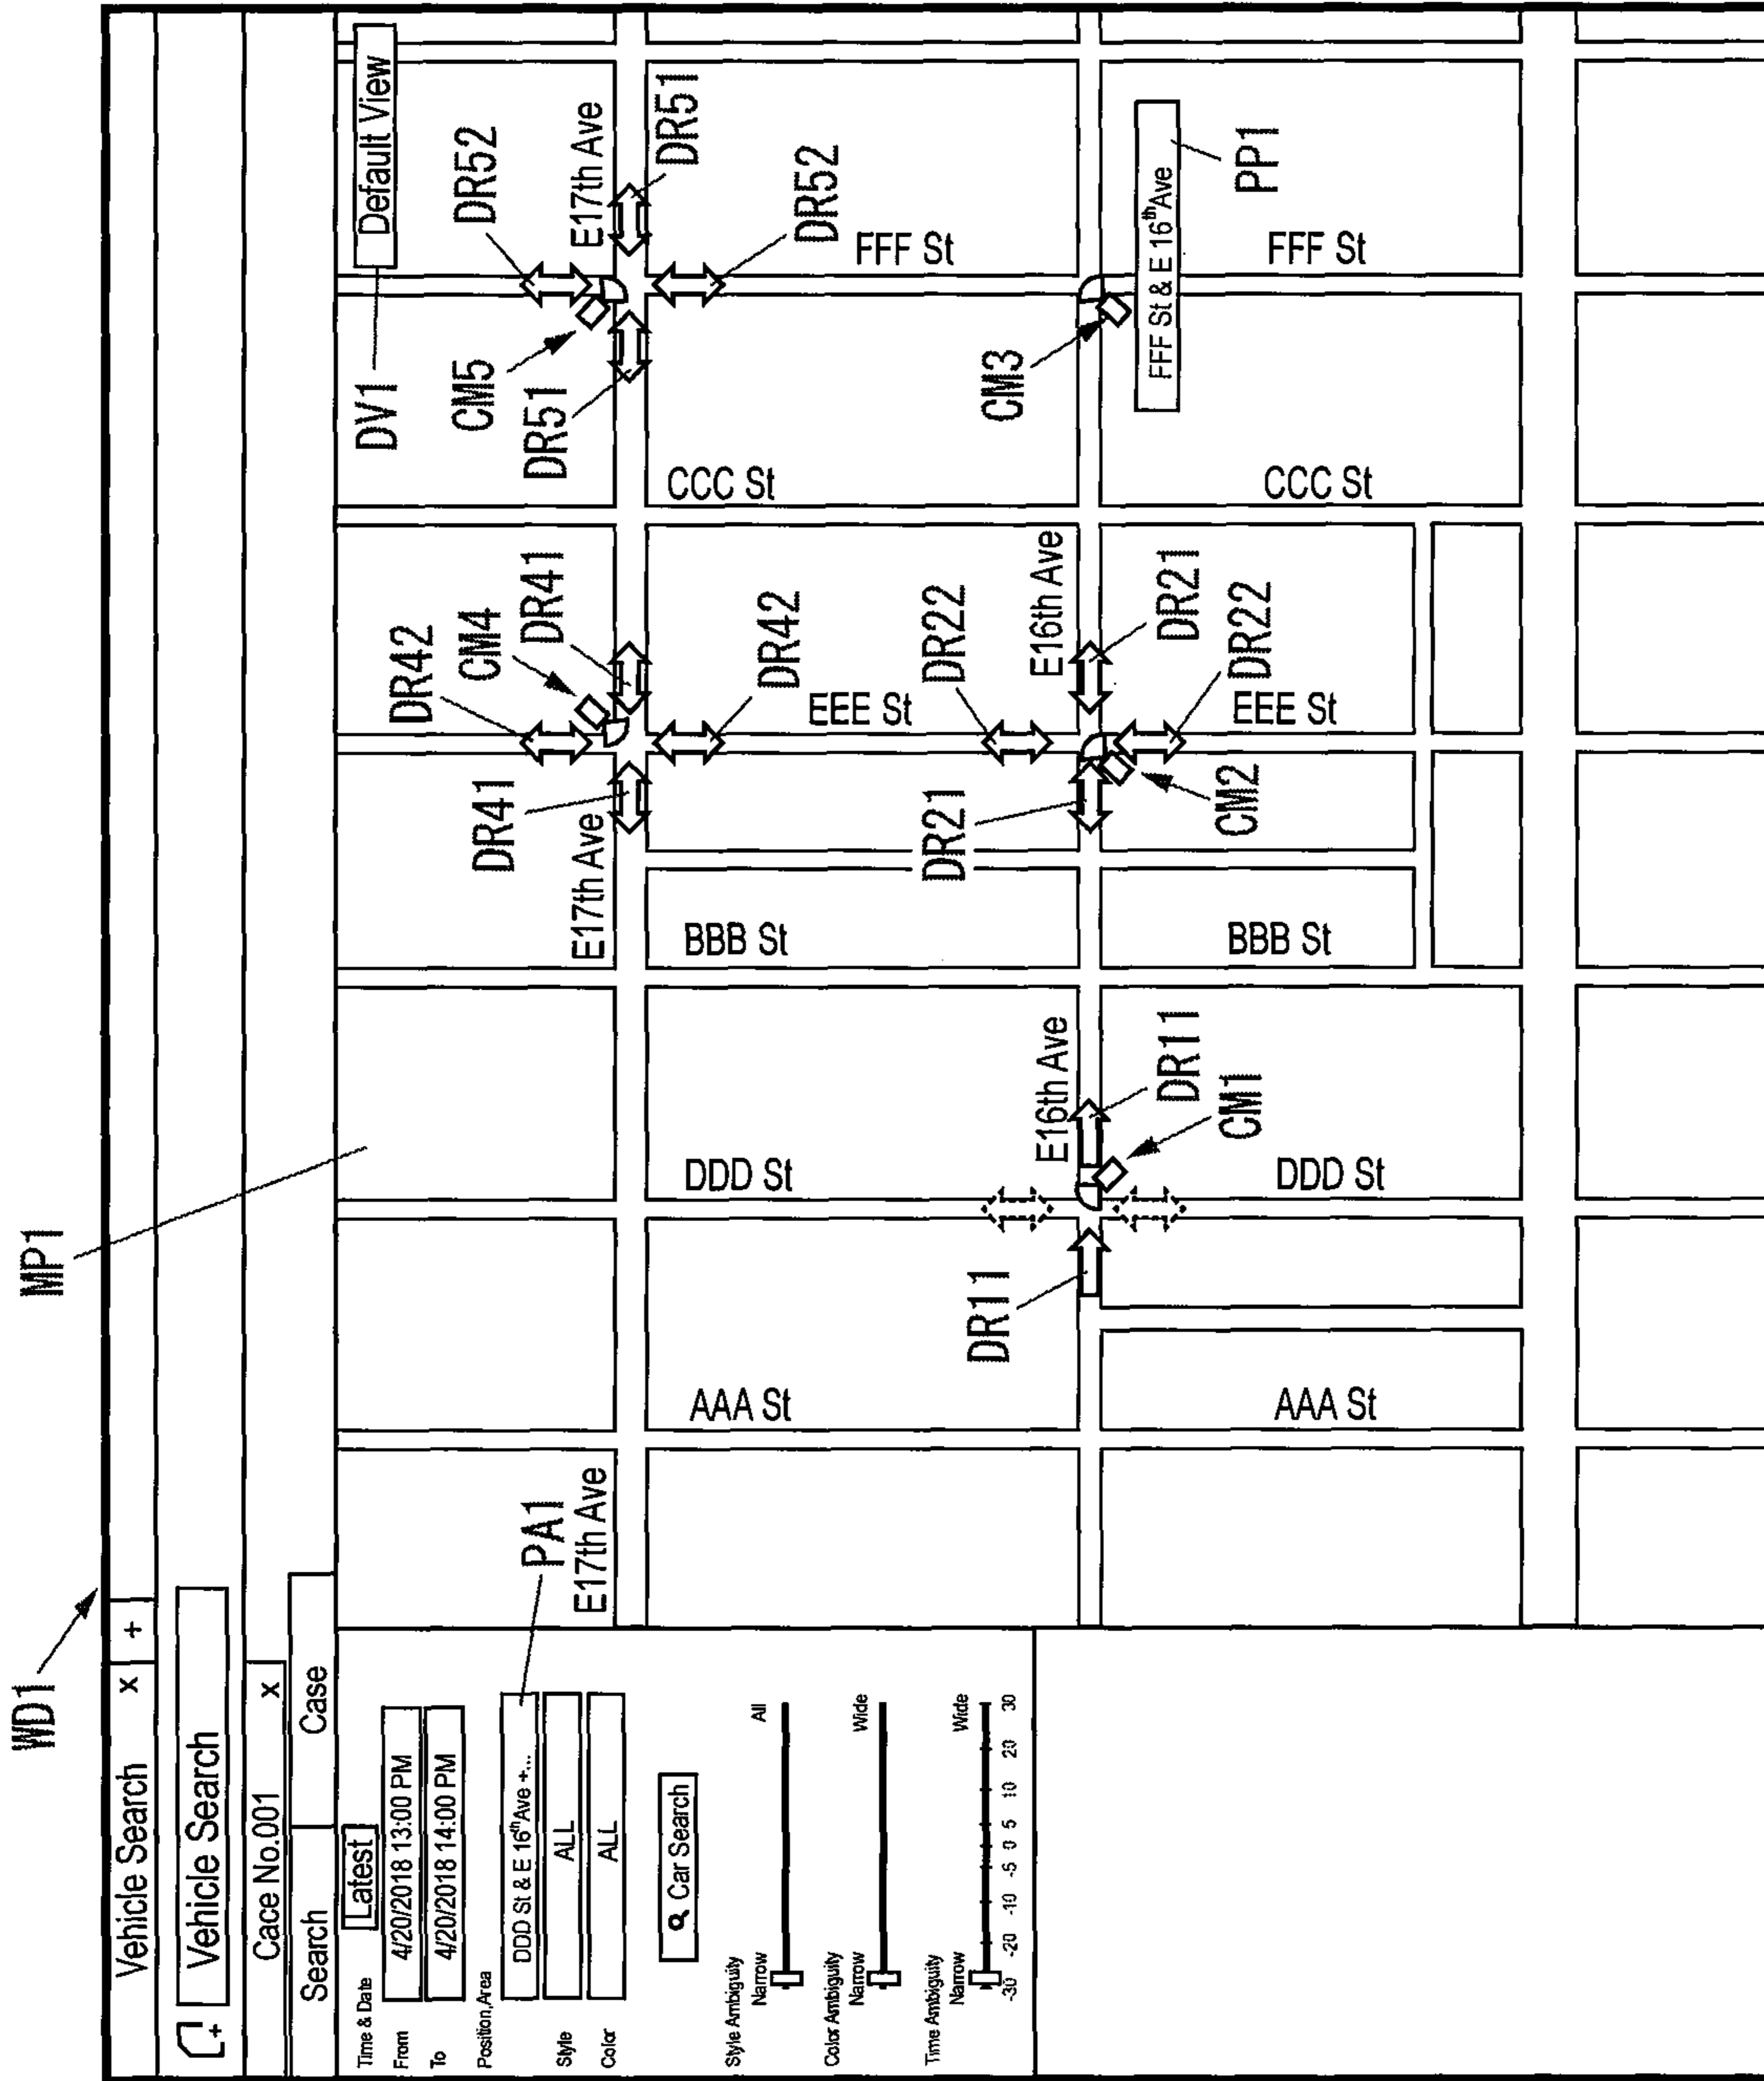 WD1
MP1
Vehicle Search x +
Vehicle Search
Cace No.001 x
Search Case
Time & Date Latest
From 4/20/2018 13:00 PM
To 4/20/2018 14:00 PM
Position,Area
DDD St & E 16th Ave +...
Style ALL
Color ALL
Car Search
Style Ambiguity
Narrow All
Color Ambiguity
Narrow Wide
Time Ambiguity
Narrow Wide
-30 -20 -10 -5 0 5 10 20 30
PA1
DV1
Default View
DR42
CM4
CM5
DR52
DR41
DR41
DR51
E17th Ave
E17th Ave
E17th Ave
DR51
AAA St
DDD St
BBB St
DR42
EEE St
CCC St
DR52
FFF St
DR11
DR21
DR22
CM3
E16th Ave
E16th Ave
DR11
CM1
CM2
DR21
DR22
FFF St & E 16th Ave
PP1
AAA St
DDD St
BBB St
EEE St
CCC St
FFF St